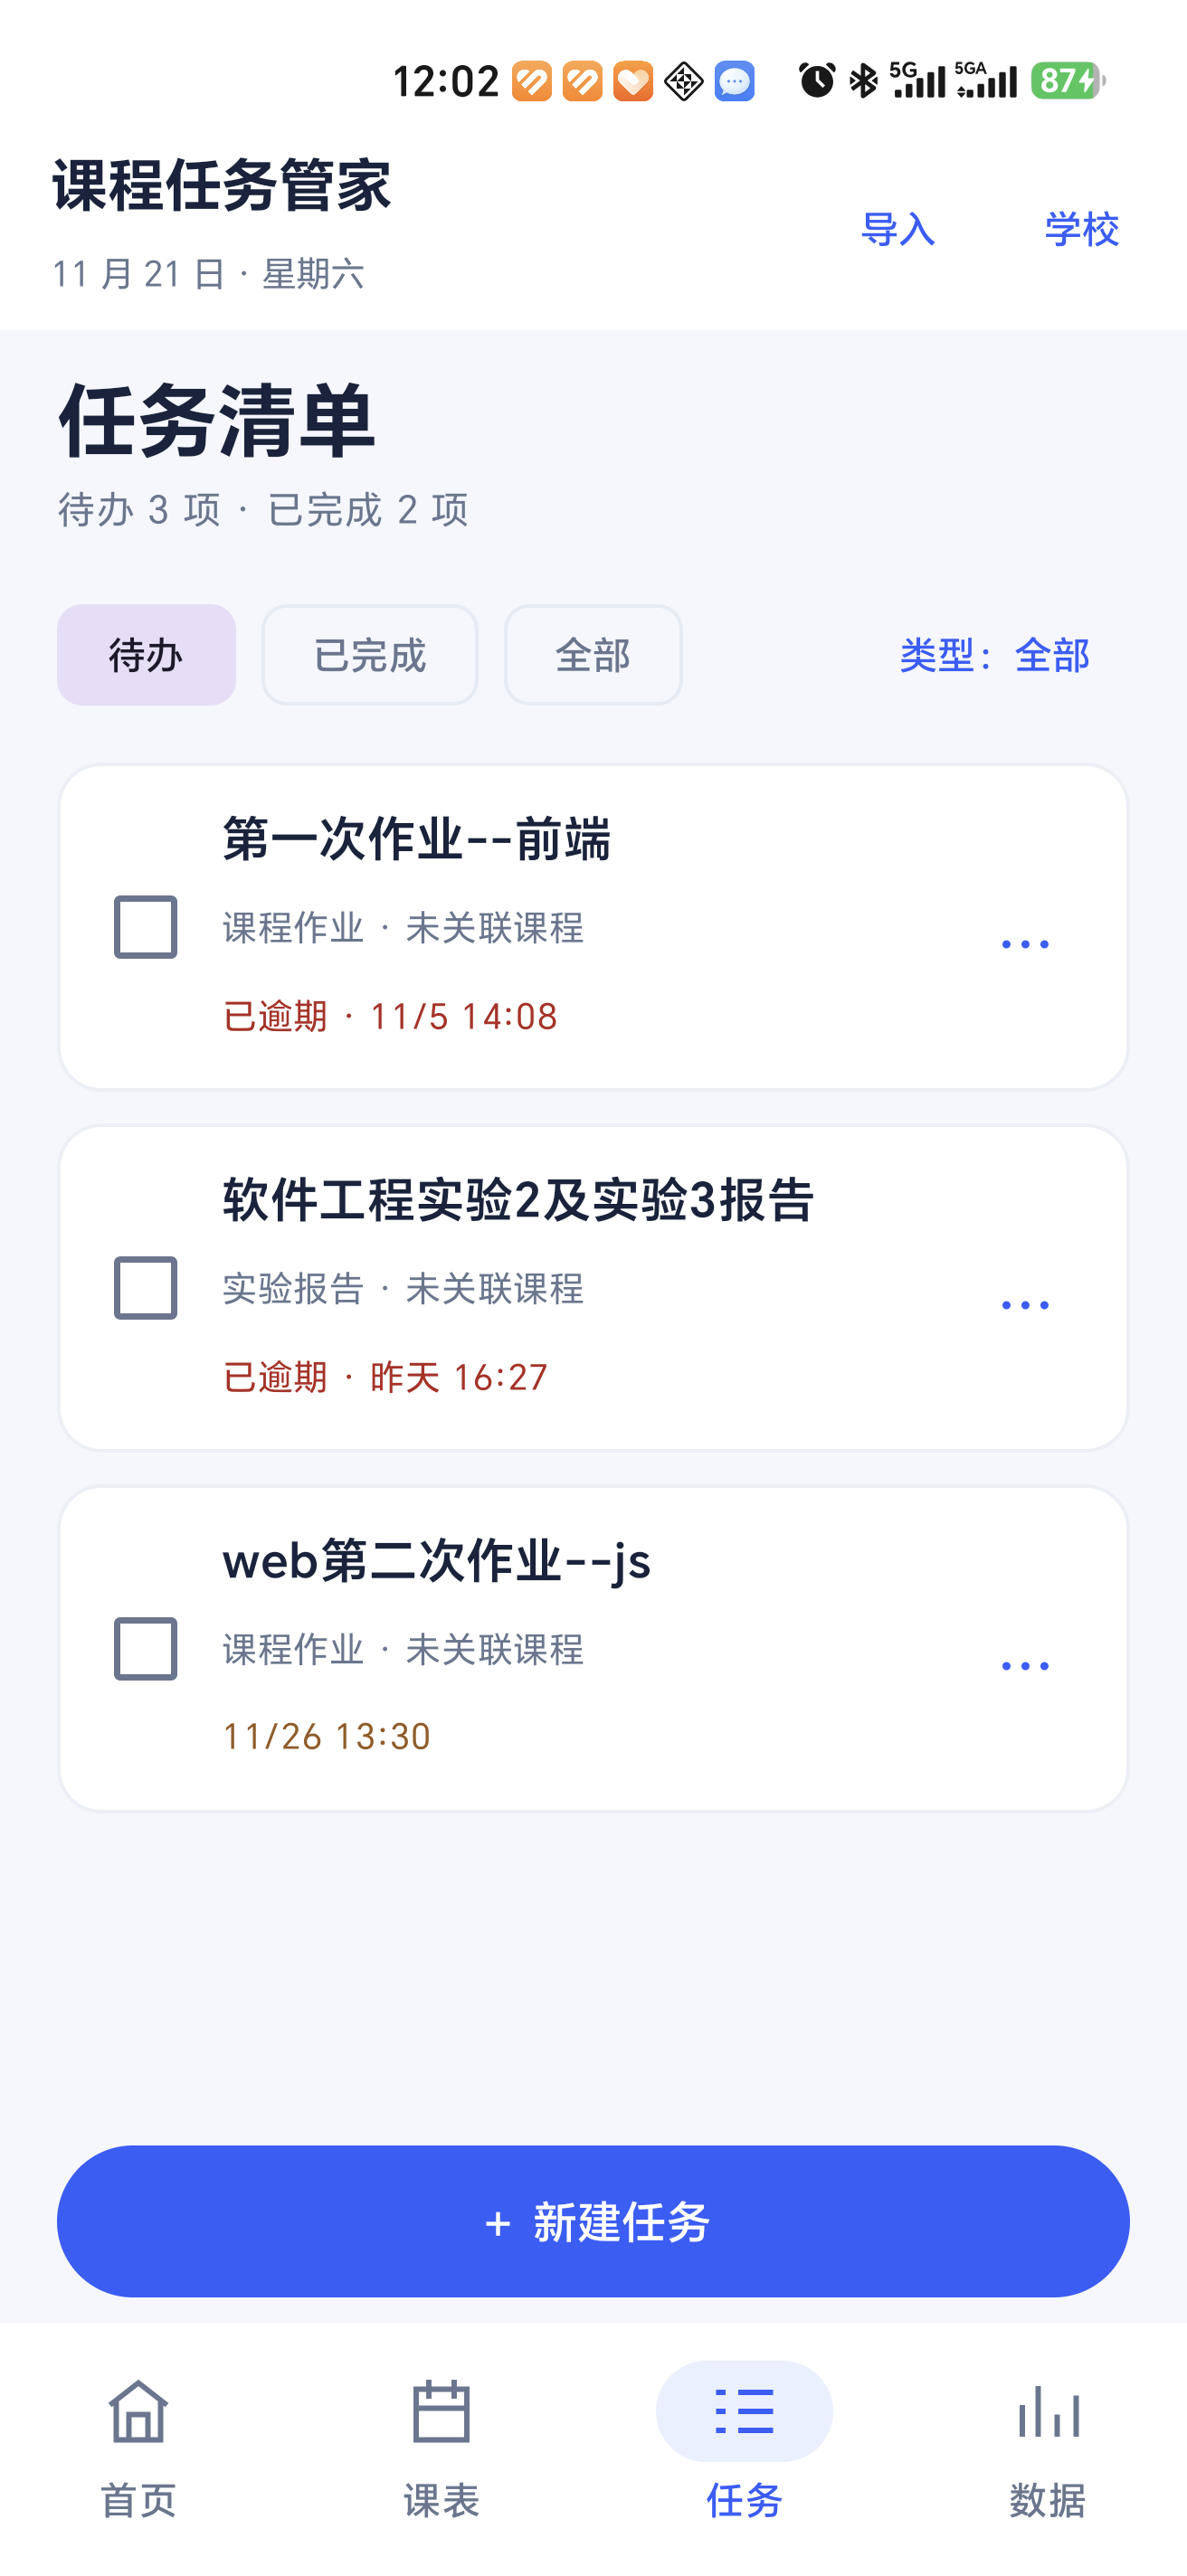 12:02 5G 5GA 87
课程任务管家
11 月 21 日 · 星期六
导入 学校
任务清单
待办 3 项 · 已完成 2 项
待办 已完成 全部 类型：全部
第一次作业--前端
课程作业 · 未关联课程
已逾期 · 11/5 14:08
软件工程实验2及实验3报告
实验报告 · 未关联课程
已逾期 · 昨天 16:27
web第二次作业--js
课程作业 · 未关联课程
11/26 13:30
+ 新建任务
首页 课表 任务 数据